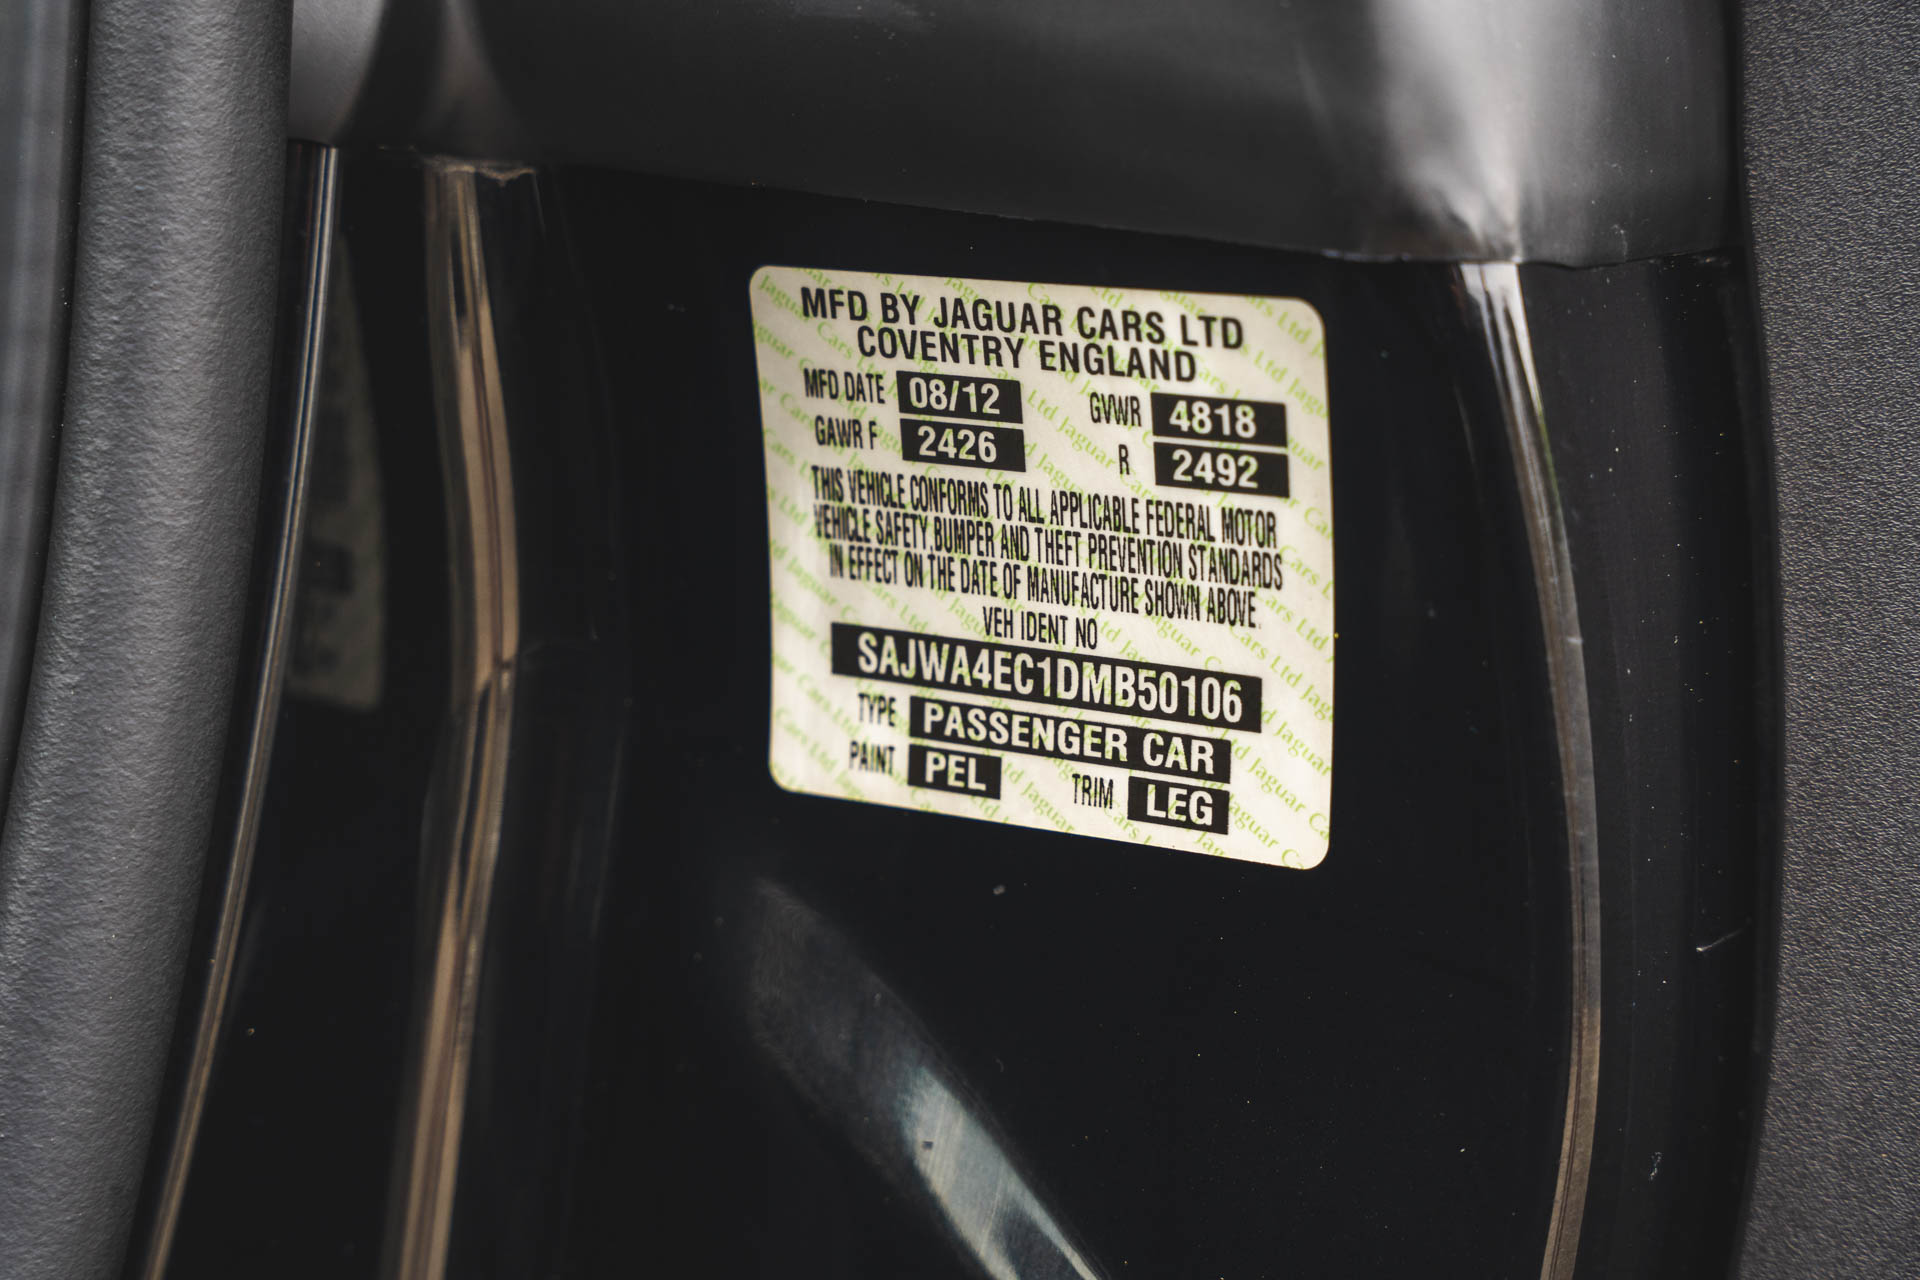 MFD BY JAGUAR CARS LTD
COVENTRY ENGLAND
MFD DATE 08/12 GVWR 4818
GAWR F 2426 R 2492
THIS VEHICLE CONFORMS TO ALL APPLICABLE FEDERAL MOTOR
VEHICLE SAFETY, BUMPER AND THEFT PREVENTION STANDARDS
IN EFFECT ON THE DATE OF MANUFACTURE SHOWN ABOVE.
VEH IDENT NO
SAJWA4EC1DMB50106
TYPE PASSENGER CAR
PAINT PEL TRIM LEG